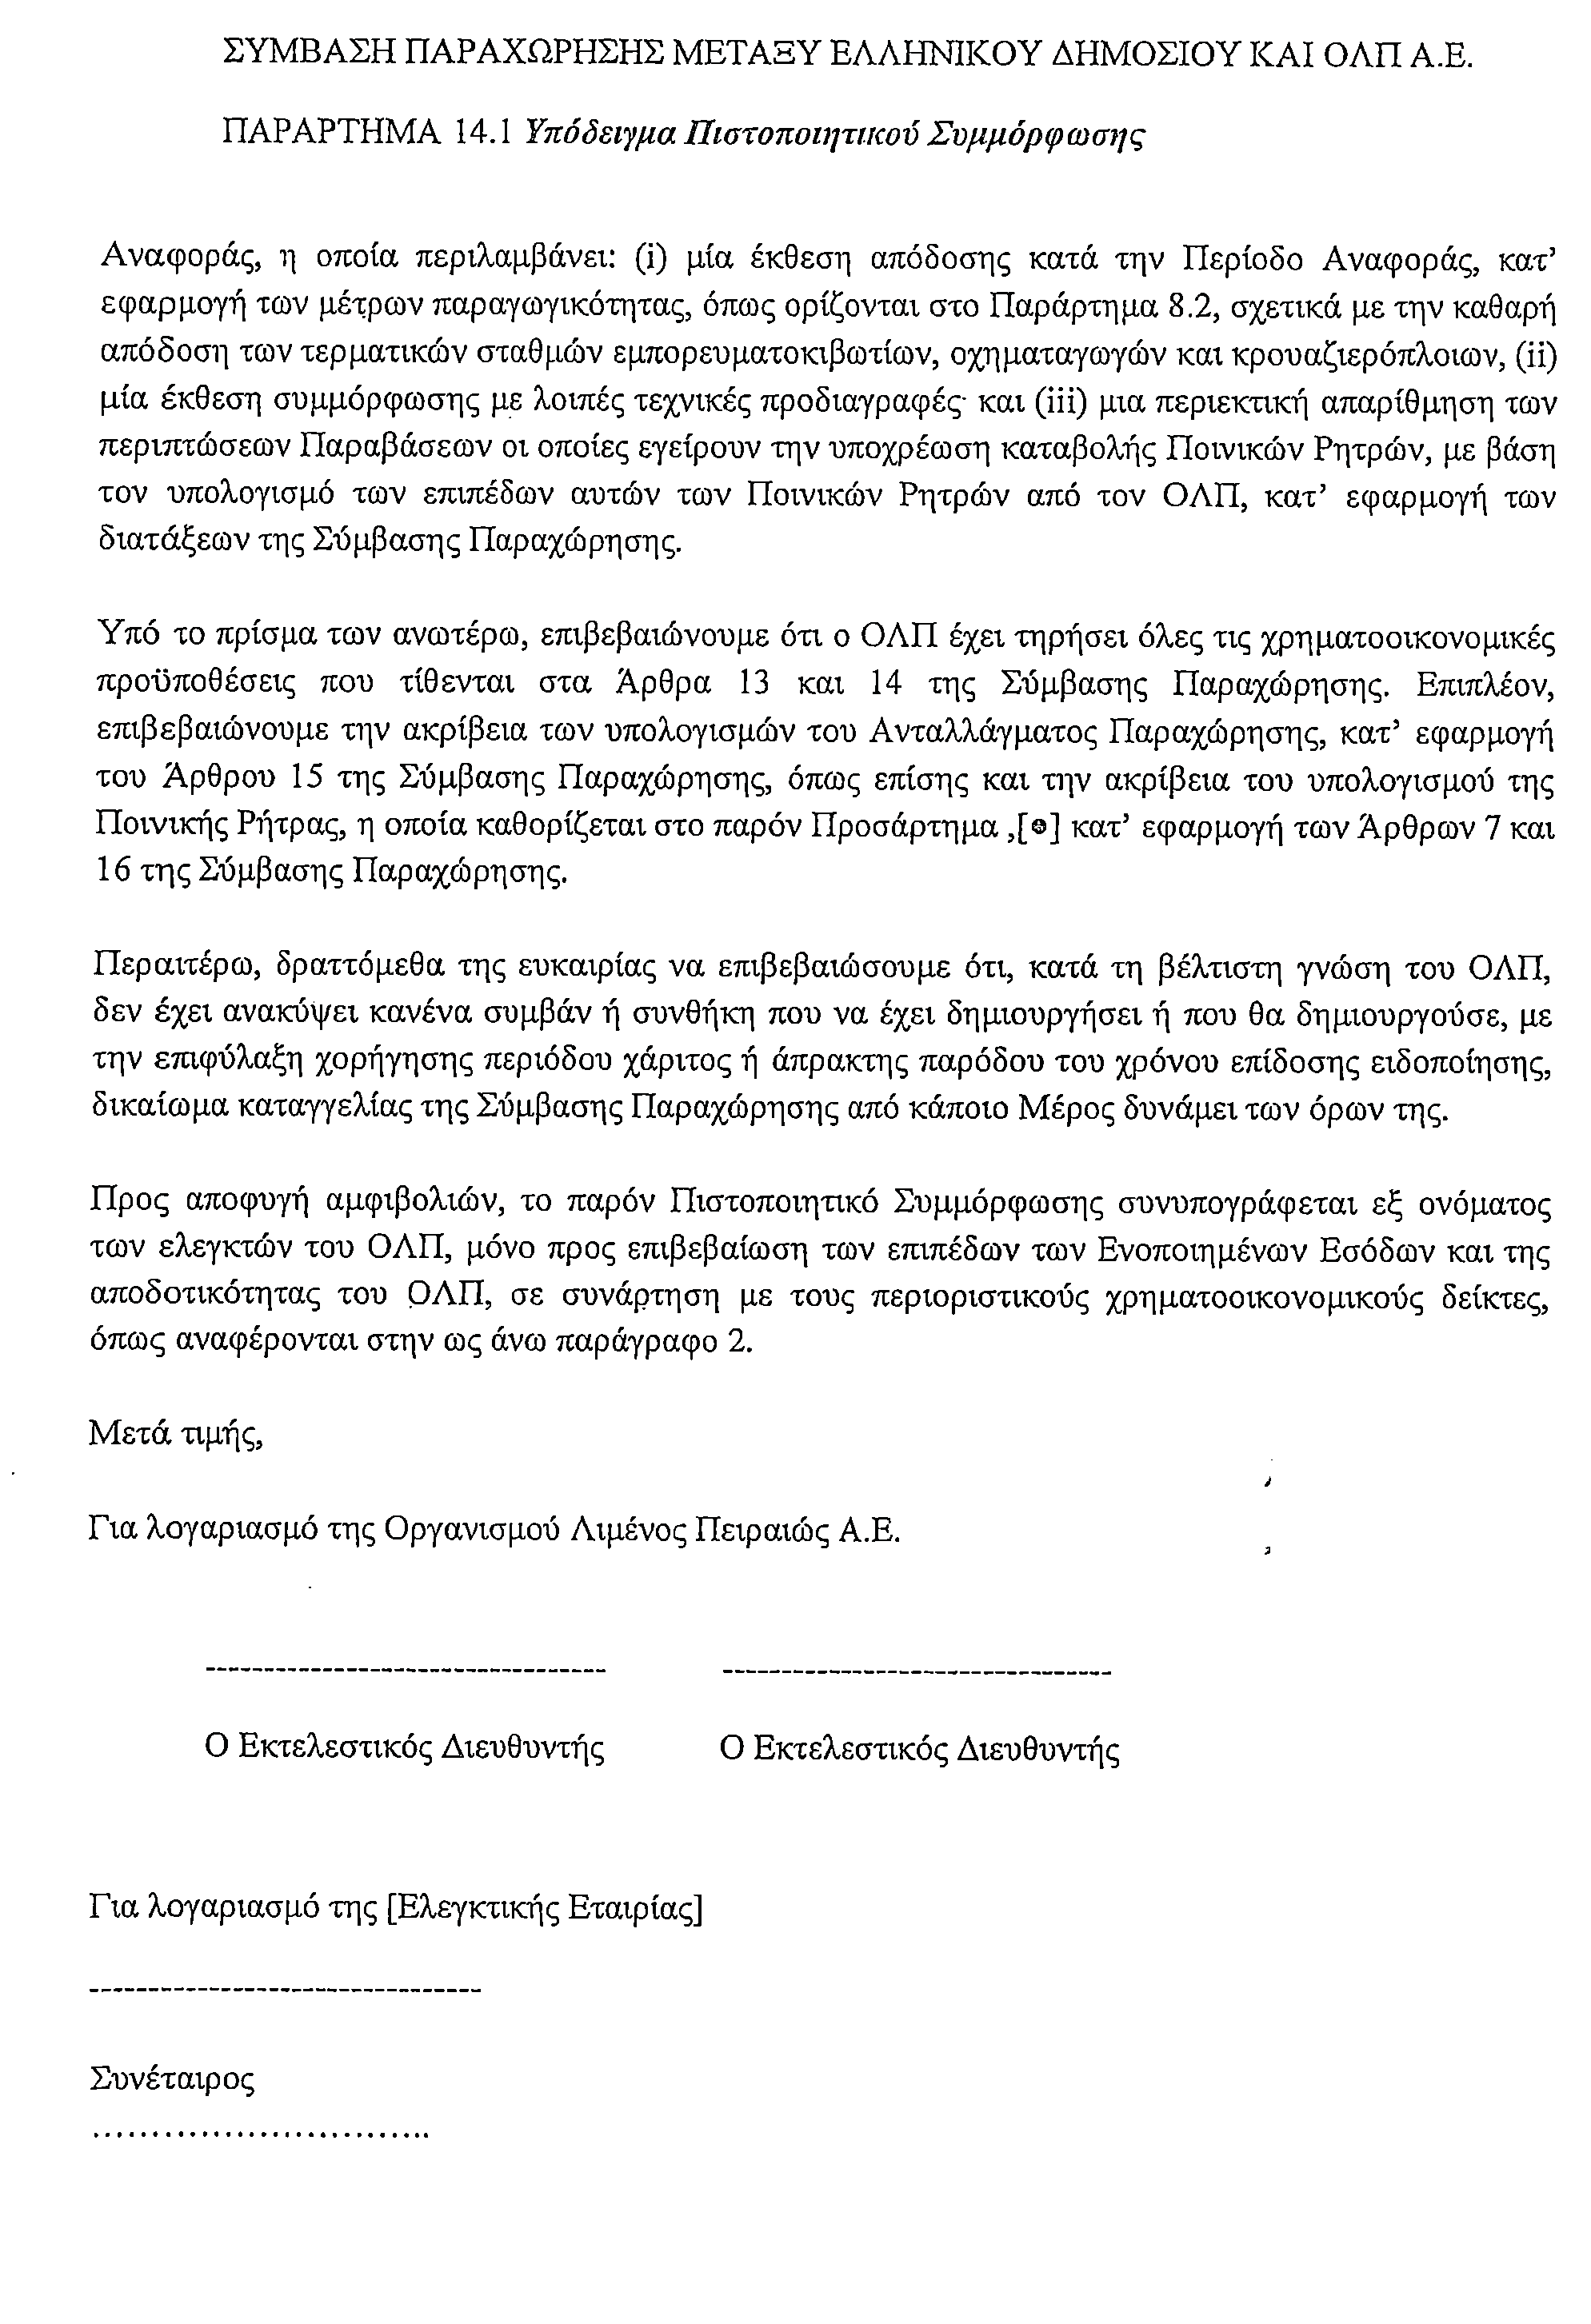 ΣΥΜΒΑΣΗ ΠΑΡΑΧΩΡΗΣΗΣ ΜΕΤΑΞΥ ΕΛΛΗΝΙΚΟΥ ΔΗΜΟΣΙΟΥ ΚΑΙ ΟΛΠ Α.Ε.
ΠΑΡΑΡΤΗΜΑ 14.1 Υπόδειγμα Πιστοποιητικού Συμμόρφωσης
Αναφοράς, η οποία περιλαμβάνει: (i) μία έκθεση απόδοσης κατά την Περίοδο Αναφοράς, κατ’
εφαρμογή των μέτρων παραγωγικότητας, όπως ορίζονται στο Παράρτημα 8.2, σχετικά με την καθαρή
απόδοση των τερματικών σταθμών εμπορευματοκιβωτίων, οχηματαγωγών και κρουαζιερόπλοιων, (ii)
μία έκθεση συμμόρφωσης με λοιπές τεχνικές προδιαγραφές· και (iii) μια περιεκτική απαρίθμηση των
περιπτώσεων Παραβάσεων οι οποίες εγείρουν την υποχρέωση καταβολής Ποινικών Ρητρών, με βάση
τον υπολογισμό των επιπέδων αυτών των Ποινικών Ρητρών από τον ΟΛΠ, κατ’ εφαρμογή των
διατάξεων της Σύμβασης Παραχώρησης.
Υπό το πρίσμα των ανωτέρω, επιβεβαιώνουμε ότι ο ΟΛΠ έχει τηρήσει όλες τις χρηματοοικονομικές
προϋποθέσεις που τίθενται στα Άρθρα 13 και 14 της Σύμβασης Παραχώρησης. Επιπλέον,
επιβεβαιώνουμε την ακρίβεια των υπολογισμών του Ανταλλάγματος Παραχώρησης, κατ’ εφαρμογή
του Άρθρου 15 της Σύμβασης Παραχώρησης, όπως επίσης και την ακρίβεια του υπολογισμού της
Ποινικής Ρήτρας, η οποία καθορίζεται στο παρόν Προσάρτημα ,[●] κατ’ εφαρμογή των Άρθρων 7 και
16 της Σύμβασης Παραχώρησης.
Περαιτέρω, δραττόμεθα της ευκαιρίας να επιβεβαιώσουμε ότι, κατά τη βέλτιστη γνώση του ΟΛΠ,
δεν έχει ανακύψει κανένα συμβάν ή συνθήκη που να έχει δημιουργήσει ή που θα δημιουργούσε, με
την επιφύλαξη χορήγησης περιόδου χάριτος ή άπρακτης παρόδου του χρόνου επίδοσης ειδοποίησης,
δικαίωμα καταγγελίας της Σύμβασης Παραχώρησης από κάποιο Μέρος δυνάμει των όρων της.
Προς αποφυγή αμφιβολιών, το παρόν Πιστοποιητικό Συμμόρφωσης συνυπογράφεται εξ ονόματος
των ελεγκτών του ΟΛΠ, μόνο προς επιβεβαίωση των επιπέδων των Ενοποιημένων Εσόδων και της
αποδοτικότητας του ΟΛΠ, σε συνάρτηση με τους περιοριστικούς χρηματοοικονομικούς δείκτες,
όπως αναφέρονται στην ως άνω παράγραφο 2.
Μετά τιμής,
Για λογαριασμό της Οργανισμού Λιμένος Πειραιώς Α.Ε.
--------------------------------- ---------------------------------
Ο Εκτελεστικός Διευθυντής Ο Εκτελεστικός Διευθυντής
Για λογαριασμό της [Ελεγκτικής Εταιρίας]
---------------------------------
Συνέταιρος
.............................